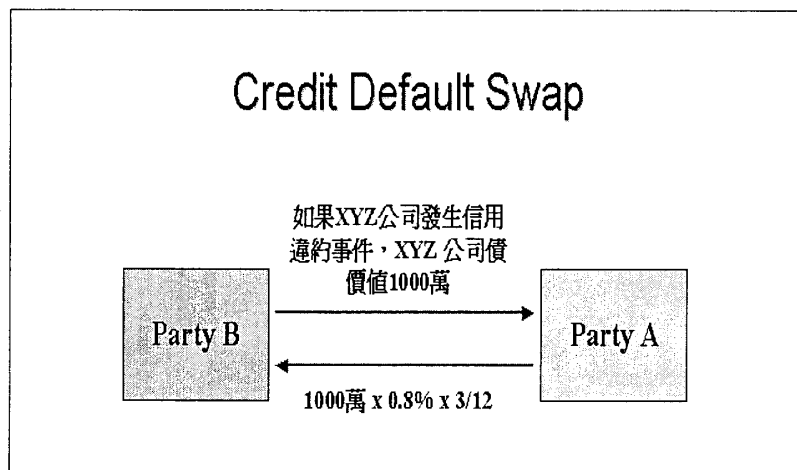 Credit Default Swap
如果XYZ公司發生信用
違約事件，XYZ 公司債
價值1000萬
Party B
Party A
1000萬 x 0.8% x 3/12